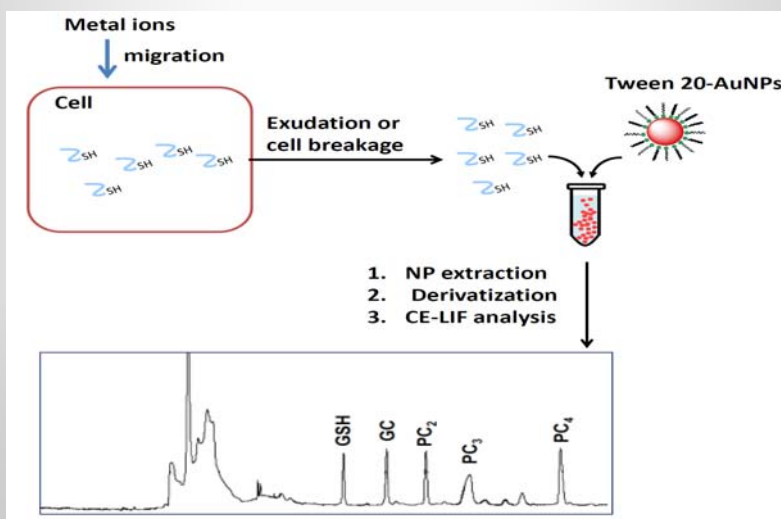 Metal ions
migration
Cell
SH
SH
SH
SH
SH
Exudation or
cell breakage
SH
SH
SH
SH
SH
Tween 20-AuNPs
1. NP extraction
2. Derivatization
3. CE-LIF analysis
GSH
GC
PC₂
PC₃
PC₄